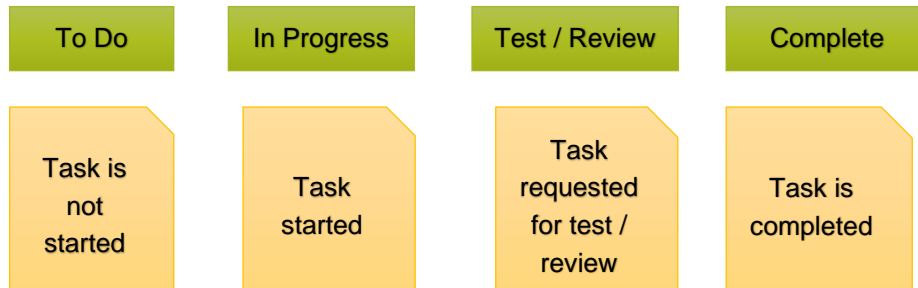 To Do
In Progress
Test / Review
Complete
Task is
not
started
Task
started
Task
requested
for test /
review
Task is
completed